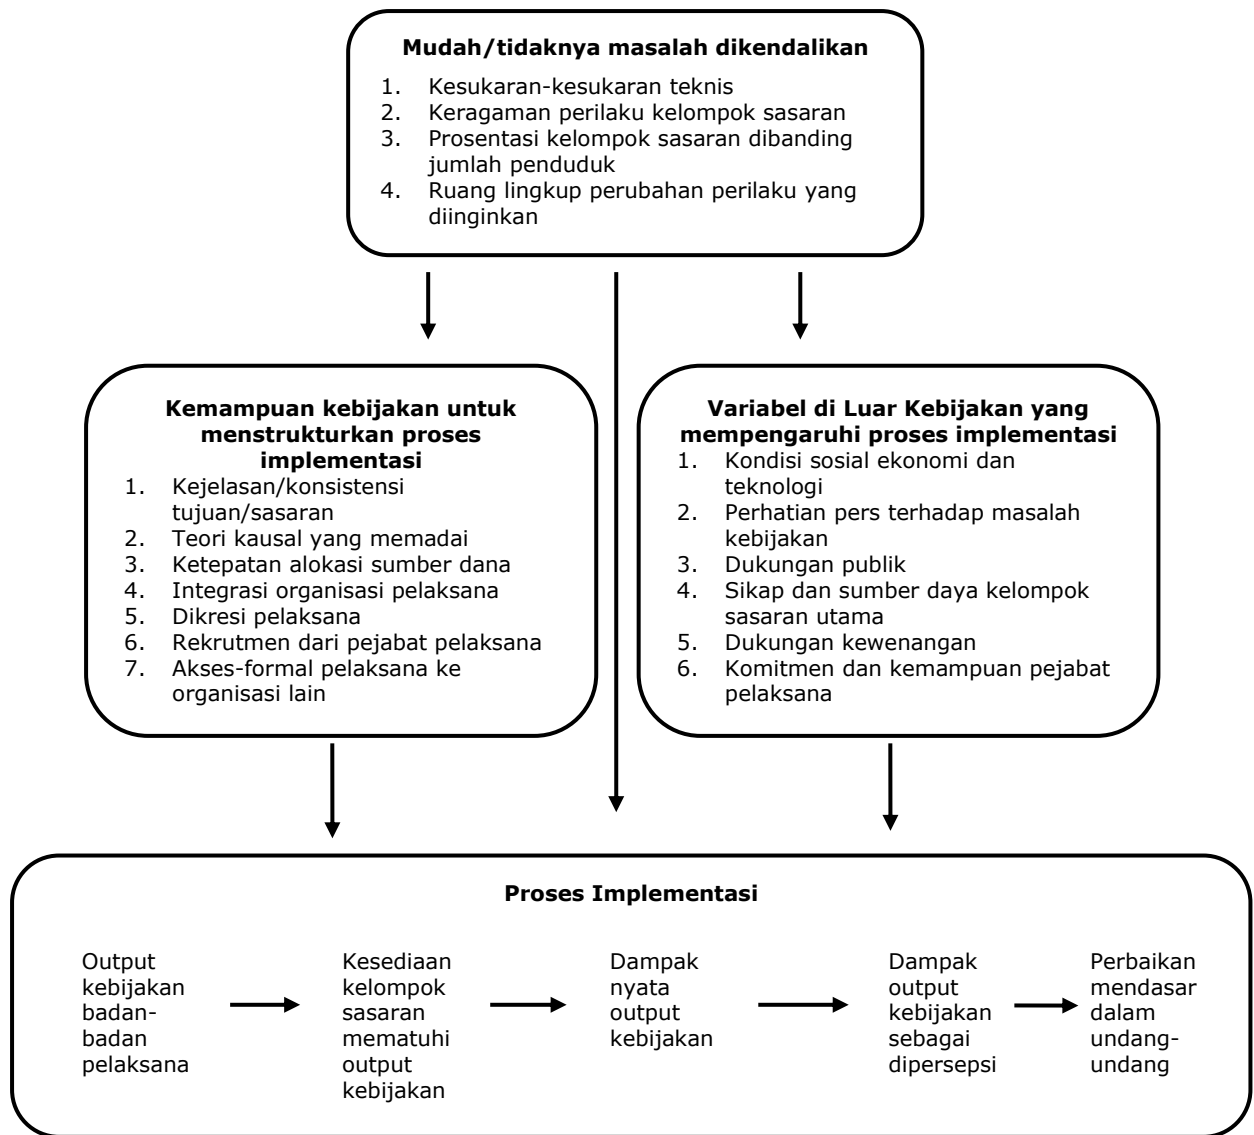 Mudah/tidaknya masalah dikendalikan
1. Kesukaran-kesukaran teknis
2. Keragaman perilaku kelompok sasaran
3. Prosentasi kelompok sasaran dibanding
jumlah penduduk
4. Ruang lingkup perubahan perilaku yang
diinginkan
Kemampuan kebijakan untuk
menstrukturkan proses
implementasi
1. Kejelasan/konsistensi
tujuan/sasaran
2. Teori kausal yang memadai
3. Ketepatan alokasi sumber dana
4. Integrasi organisasi pelaksana
5. Dikresi pelaksana
6. Rekrutmen dari pejabat pelaksana
7. Akses-formal pelaksana ke
organisasi lain
Variabel di Luar Kebijakan yang
mempengaruhi proses implementasi
1. Kondisi sosial ekonomi dan
teknologi
2. Perhatian pers terhadap masalah
kebijakan
3. Dukungan publik
4. Sikap dan sumber daya kelompok
sasaran utama
5. Dukungan kewenangan
6. Komitmen dan kemampuan pejabat
pelaksana
Proses Implementasi
Output
kebijakan
badan-
badan
pelaksana
Kesediaan
kelompok
sasaran
mematuhi
output
kebijakan
Dampak
nyata
output
kebijakan
Dampak
output
kebijakan
sebagai
dipersepsi
Perbaikan
mendasar
dalam
undang-
undang